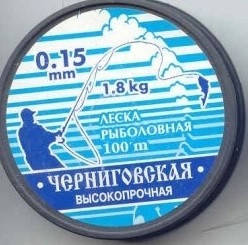 0.15
mm
1.8 kg
ЛЕСКА
РЫБОЛОВНАЯ
100 m
• ЧЕРНИГОВСКАЯ •
ВЫСОКОПРОЧНАЯ